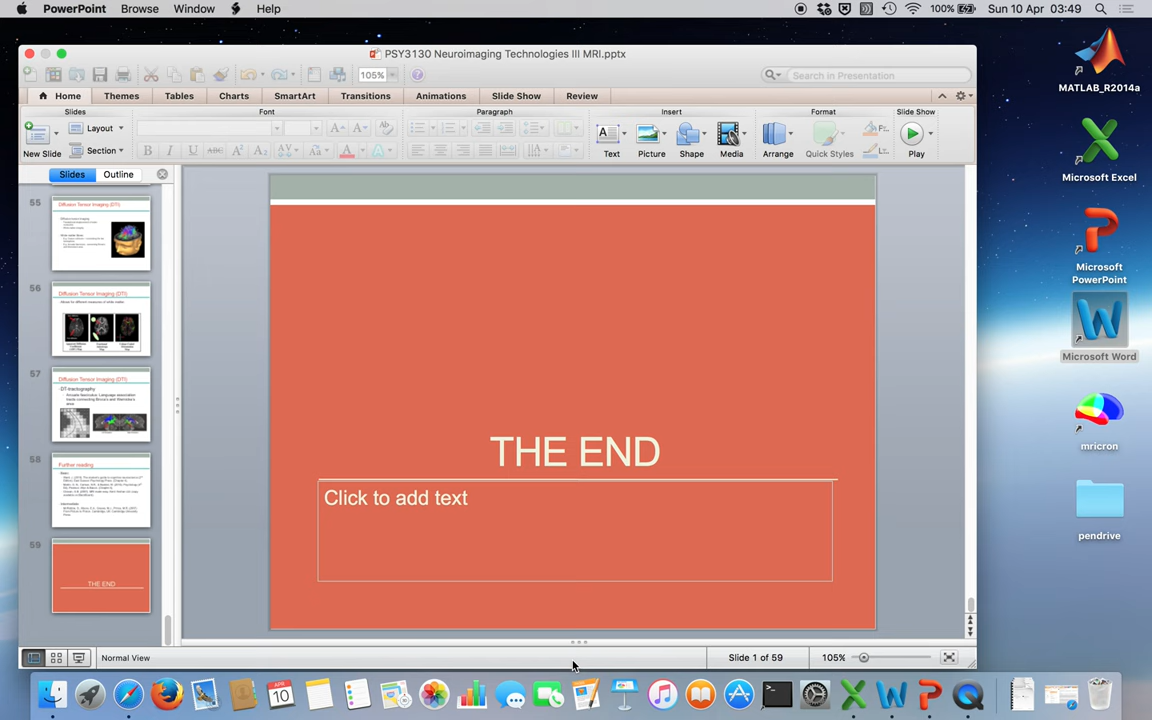 PowerPoint Browse Window Help
100% Sun 10 Apr 03:49
PSY3130 Neuroimaging Technologies III MRI.pptx
105%
Search in Presentation
Home Themes Tables Charts SmartArt Transitions Animations Slide Show Review
Slides Font Paragraph Insert Format Slide Show
New Slide Layout Section
Text Picture Shape Media Arrange Quick Styles Play
Slides Outline
55
Diffusion Tensor Imaging (DTI)
56
Diffusion Tensor Imaging (DTI)
57
Diffusion Tensor Imaging (DTI)
DT-tractography
58
Further reading
59
THE END
THE END
Click to add text
Normal View
Slide 1 of 59
105%
MATLAB_R2014a
Microsoft Excel
Microsoft
PowerPoint
Microsoft Word
mricron
pendrive
APR
10